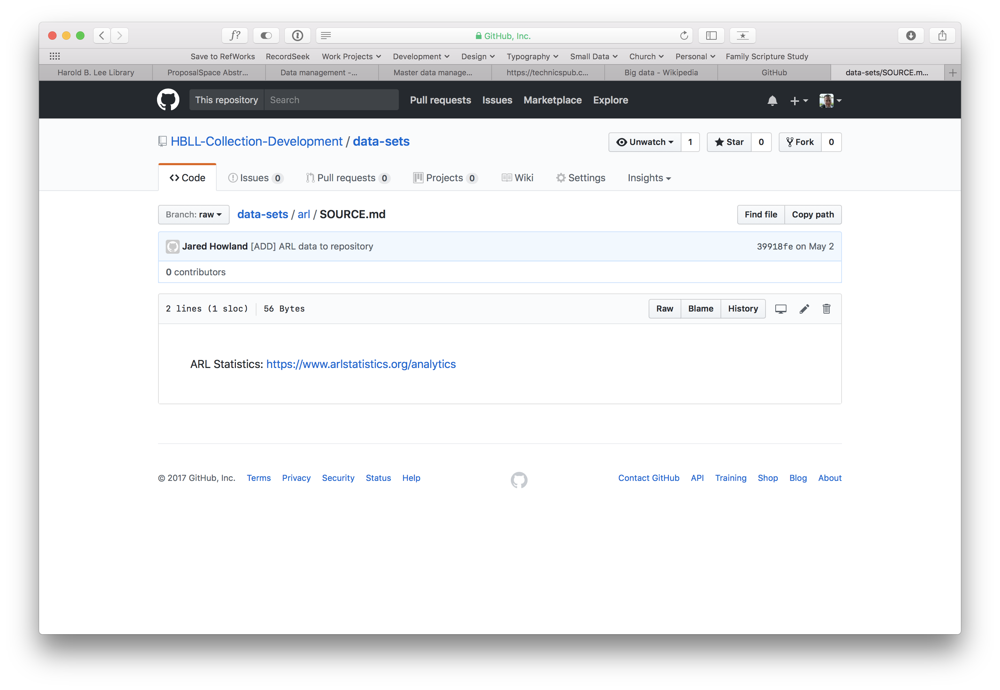 f?
GitHub, Inc.
Save to RefWorks RecordSeek Work Projects Development Design Typography Small Data Church Personal Family Scripture Study
Harold B. Lee Library ProposalSpace Abstr... Data management -... Master data manage... https://technicspub.c... Big data - Wikipedia GitHub data-sets/SOURCE.m... +
This repository Search Pull requests Issues Marketplace Explore
HBLL-Collection-Development / data-sets Unwatch 1 Star 0 Fork 0
Code Issues 0 Pull requests 0 Projects 0 Wiki Settings Insights
Branch: raw data-sets / arl / SOURCE.md Find file Copy path
Jared Howland [ADD] ARL data to repository 39918fe on May 2
0 contributors
2 lines (1 sloc) 56 Bytes Raw Blame History
ARL Statistics: https://www.arlstatistics.org/analytics
© 2017 GitHub, Inc. Terms Privacy Security Status Help Contact GitHub API Training Shop Blog About